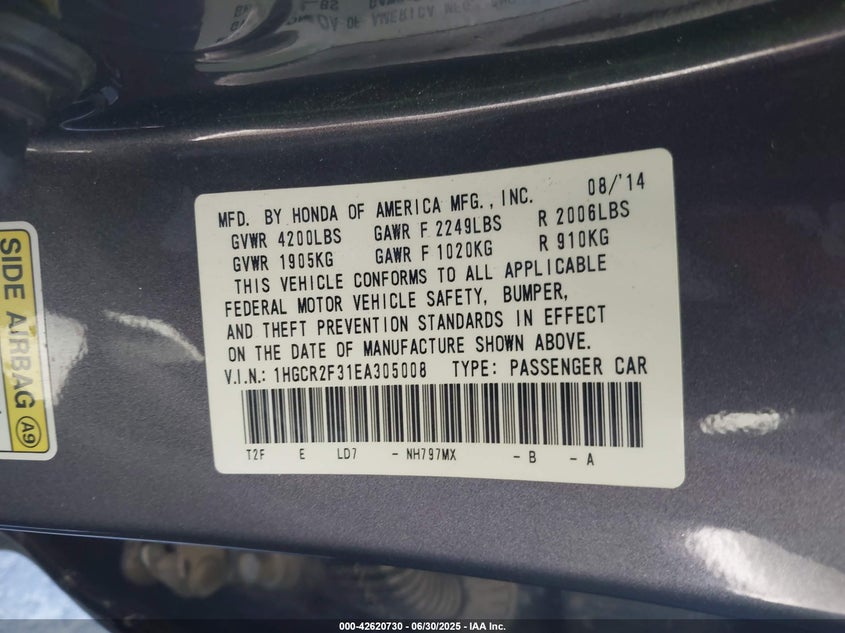 MFD. BY HONDA OF AMERICA MFG., INC. 08/'14
GVWR 4200LBS GAWR F 2249LBS R 2006LBS
GVWR 1905KG GAWR F 1020KG R 910KG
THIS VEHICLE CONFORMS TO ALL APPLICABLE
FEDERAL MOTOR VEHICLE SAFETY, BUMPER,
AND THEFT PREVENTION STANDARDS IN EFFECT
ON THE DATE OF MANUFACTURE SHOWN ABOVE.
V.I.N.: 1HGCR2F31EA305008 TYPE: PASSENGER CAR
T2F E LD7 - NH797MX - B - A
SIDE AIRBAG A9
000-42620730 - 06/30/2025 - IAA Inc.